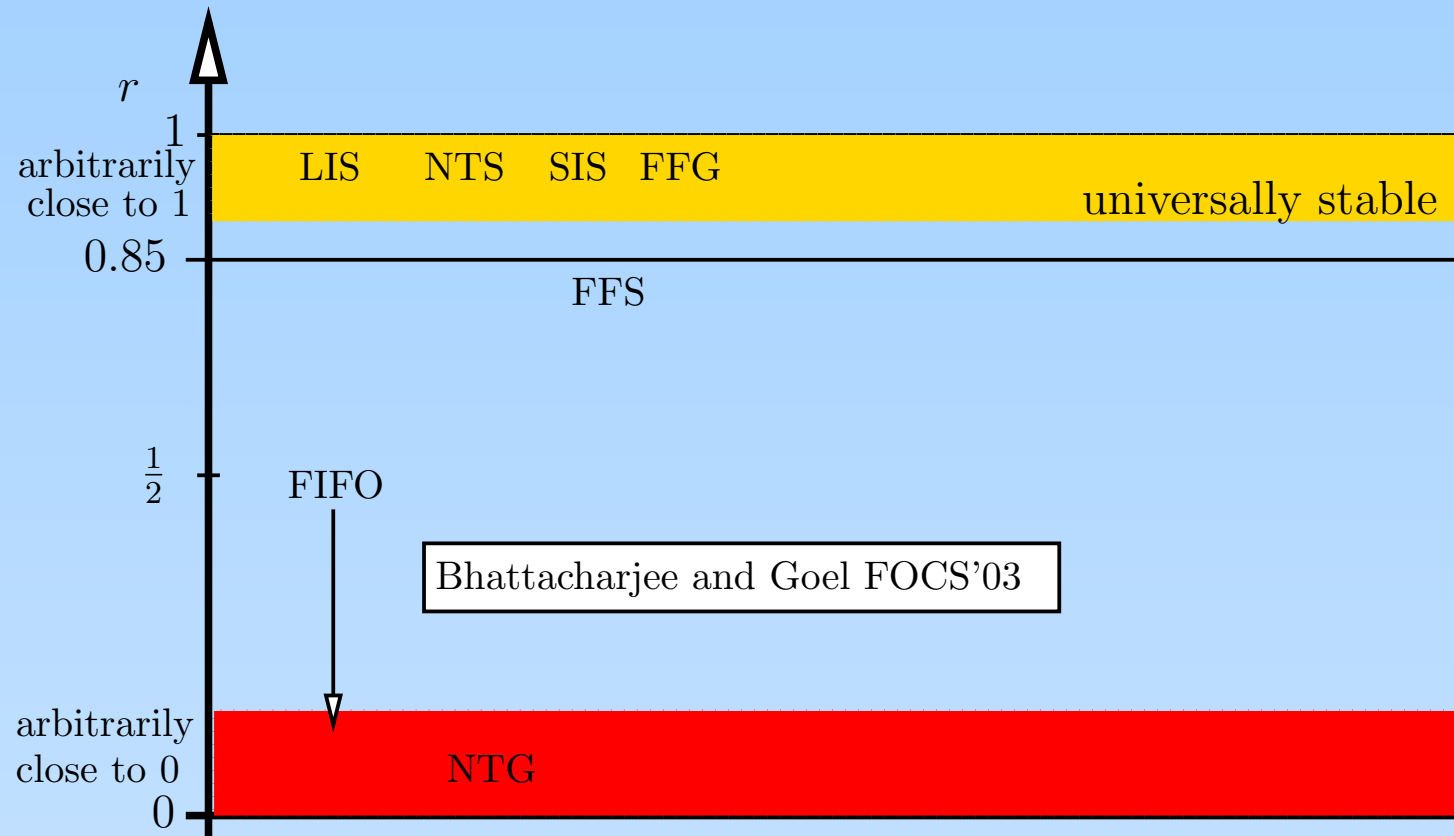 r
1
arbitrarily
close to 1
LIS NTS SIS FFG
universally stable
0.85
FFS
1/2
FIFO
Bhattacharjee and Goel FOCS'03
arbitrarily
close to 0
NTG
0